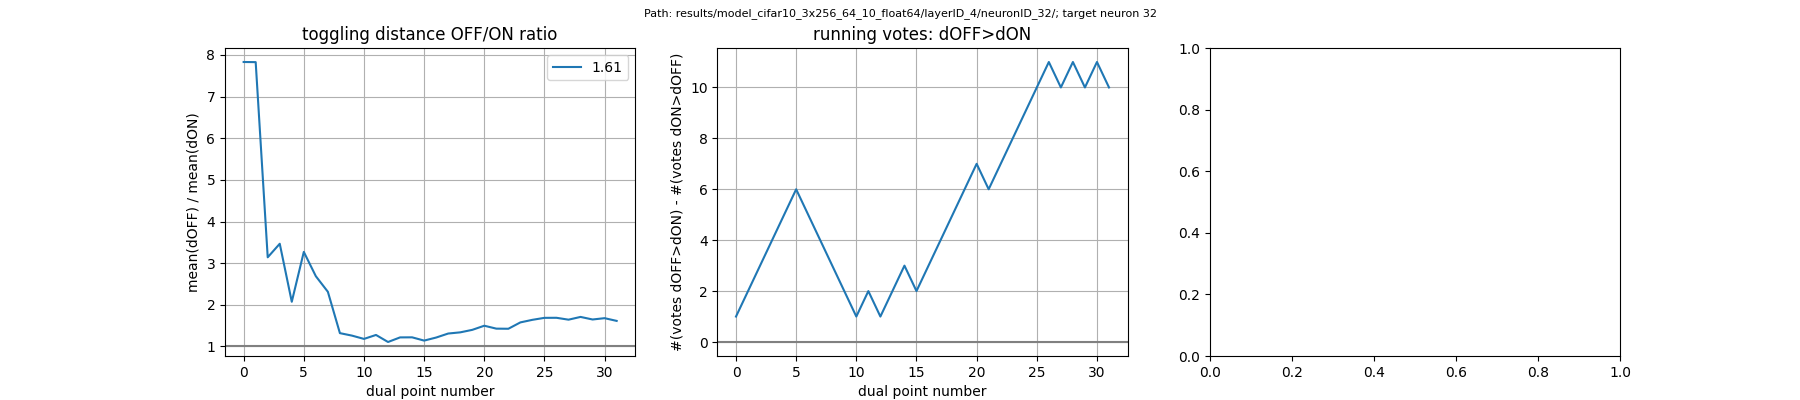 Path: results/model_cifar10_3x256_64_10_float64/layerID_4/neuronID_32/; target neuron 32
toggling distance OFF/ON ratio
mean(dOFF) / mean(dON)
8
7
6
5
4
3
2
1
1.61
0 5 10 15 20 25 30
dual point number
running votes: dOFF>dON
#(votes dOFF>dON) - #(votes dON>dOFF)
10
8
6
4
2
0
0 5 10 15 20 25 30
dual point number
1.0
0.8
0.6
0.4
0.2
0.0
0.0 0.2 0.4 0.6 0.8 1.0